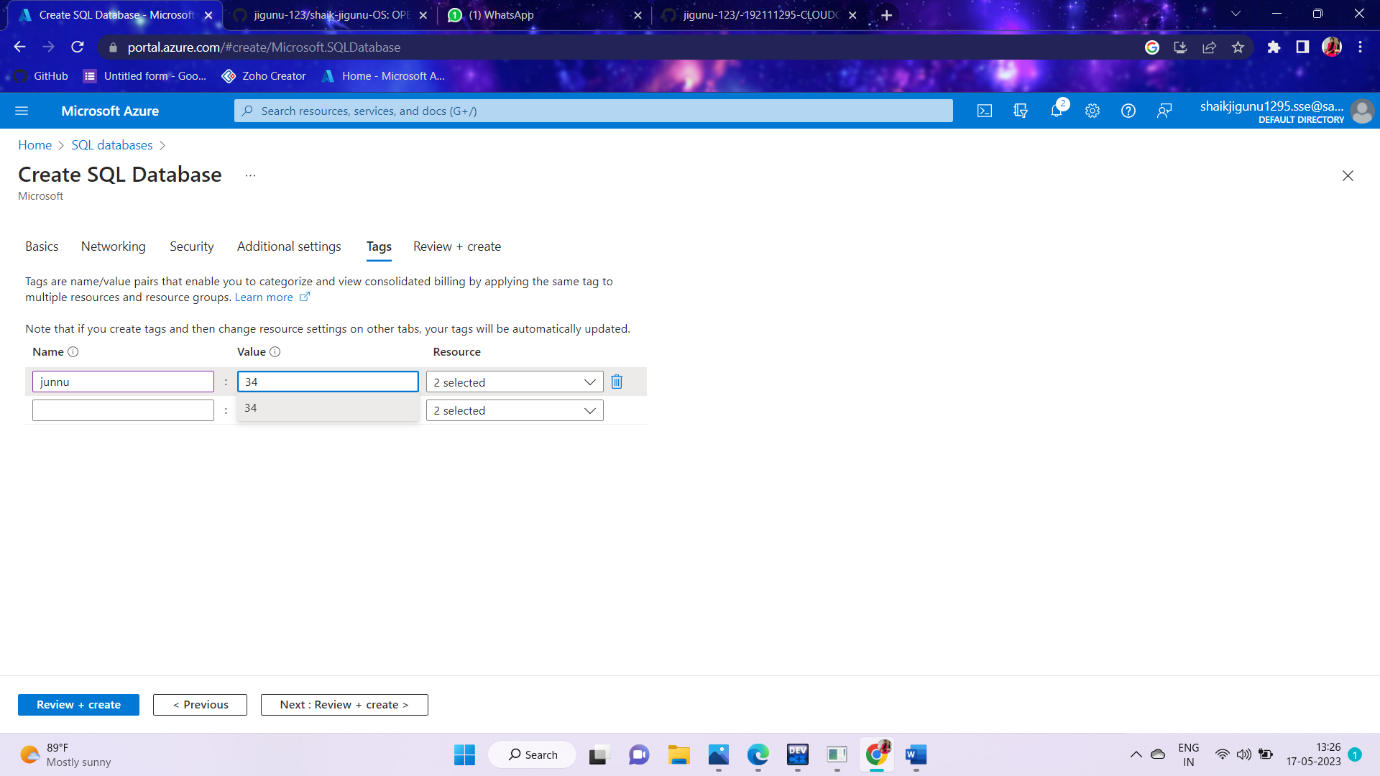 Create SQL Database - Microsoft
jigunu-123/shaik-jigunu-OS: OPE
(1) WhatsApp
jigunu-123/-192111295-CLOUDC
portal.azure.com/#create/Microsoft.SQLDatabase
GitHub
Untitled form - Goo...
Zoho Creator
Home - Microsoft A...
Microsoft Azure
Search resources, services, and docs (G+/)
2
shaikjigunu1295.sse@sa...
DEFAULT DIRECTORY
Home > SQL databases >
Create SQL Database ...
Microsoft
Basics Networking Security Additional settings Tags Review + create
Tags are name/value pairs that enable you to categorize and view consolidated billing by applying the same tag to
multiple resources and resource groups. Learn more
Note that if you create tags and then change resource settings on other tabs, your tags will be automatically updated.
Name Value Resource
junnu : 34 2 selected
: 34 2 selected
Review + create
< Previous
Next : Review + create >
89°F
Mostly sunny
Search
DEV
ENG
IN
13:26
17-05-2023
1